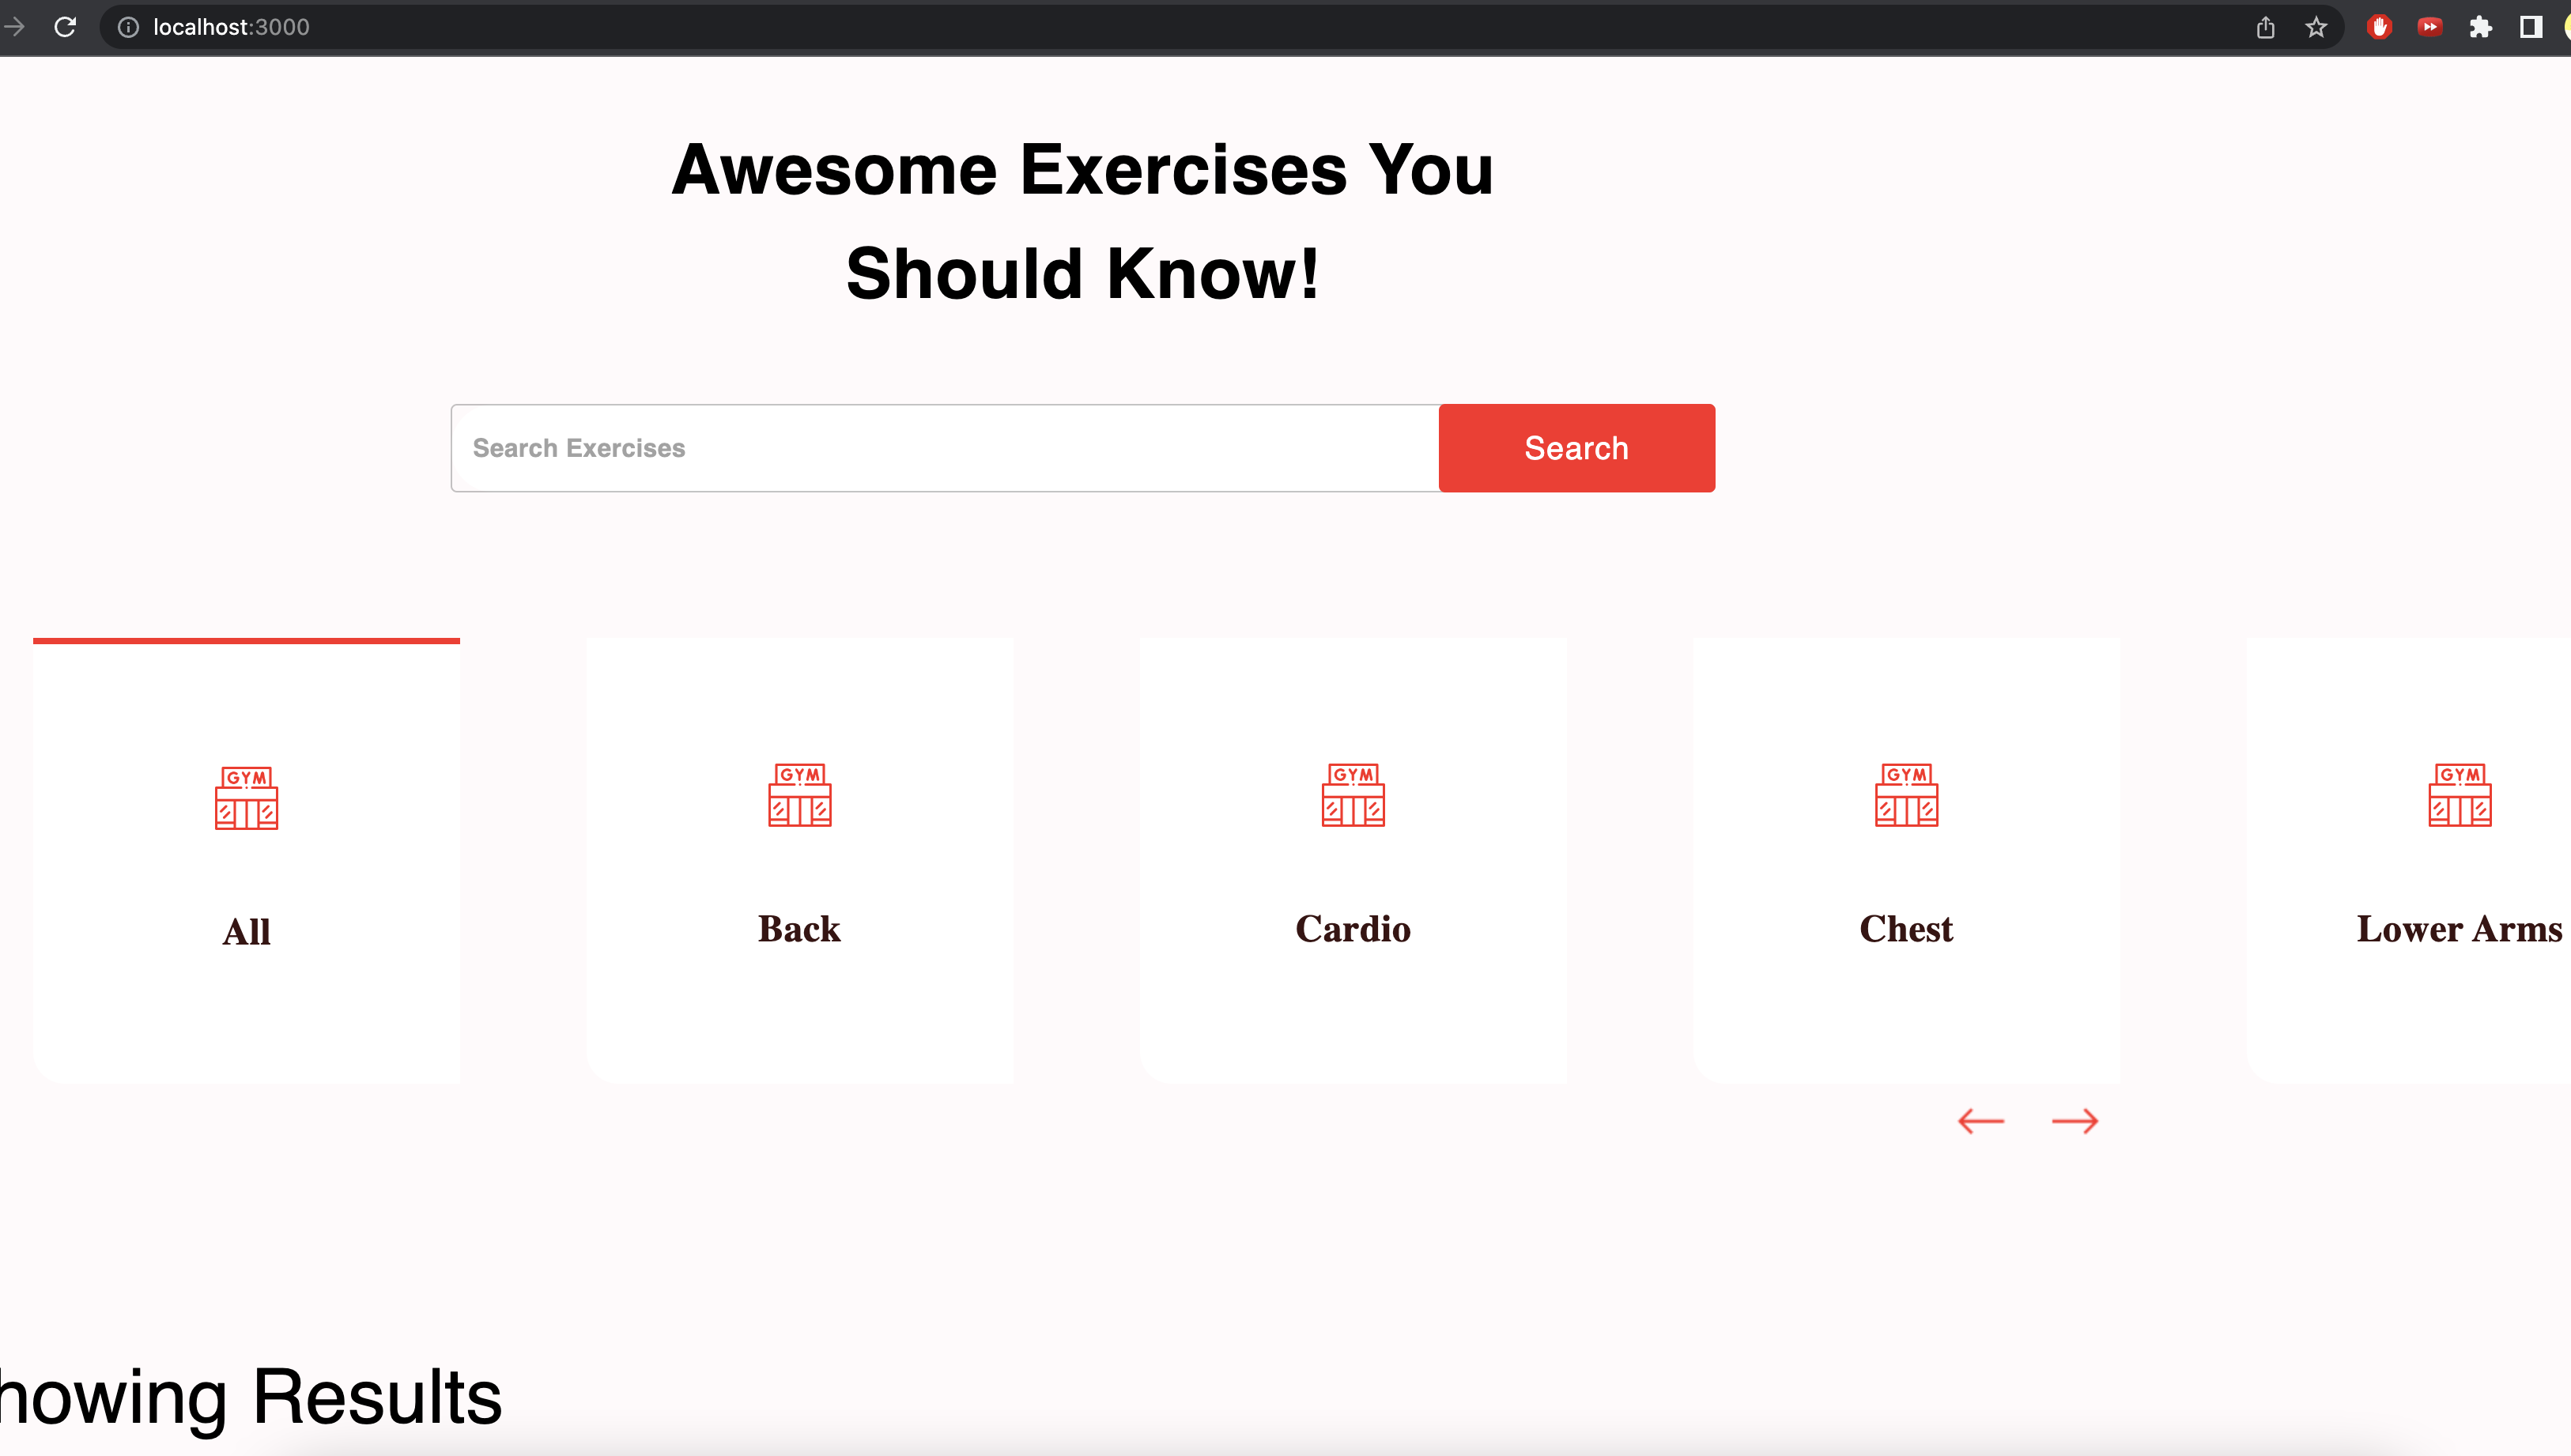 localhost:3000
Awesome Exercises You
Should Know!
Search Exercises
Search
GYM
GYM
GYM
GYM
GYM
All
Back
Cardio
Chest
Lower Arms
howing Results